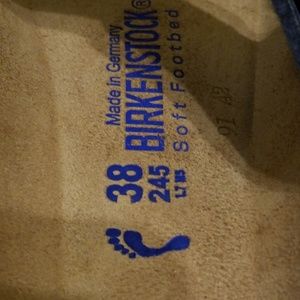 Made in Germany
BIRKENSTOCK®
Soft Footbed
38
245